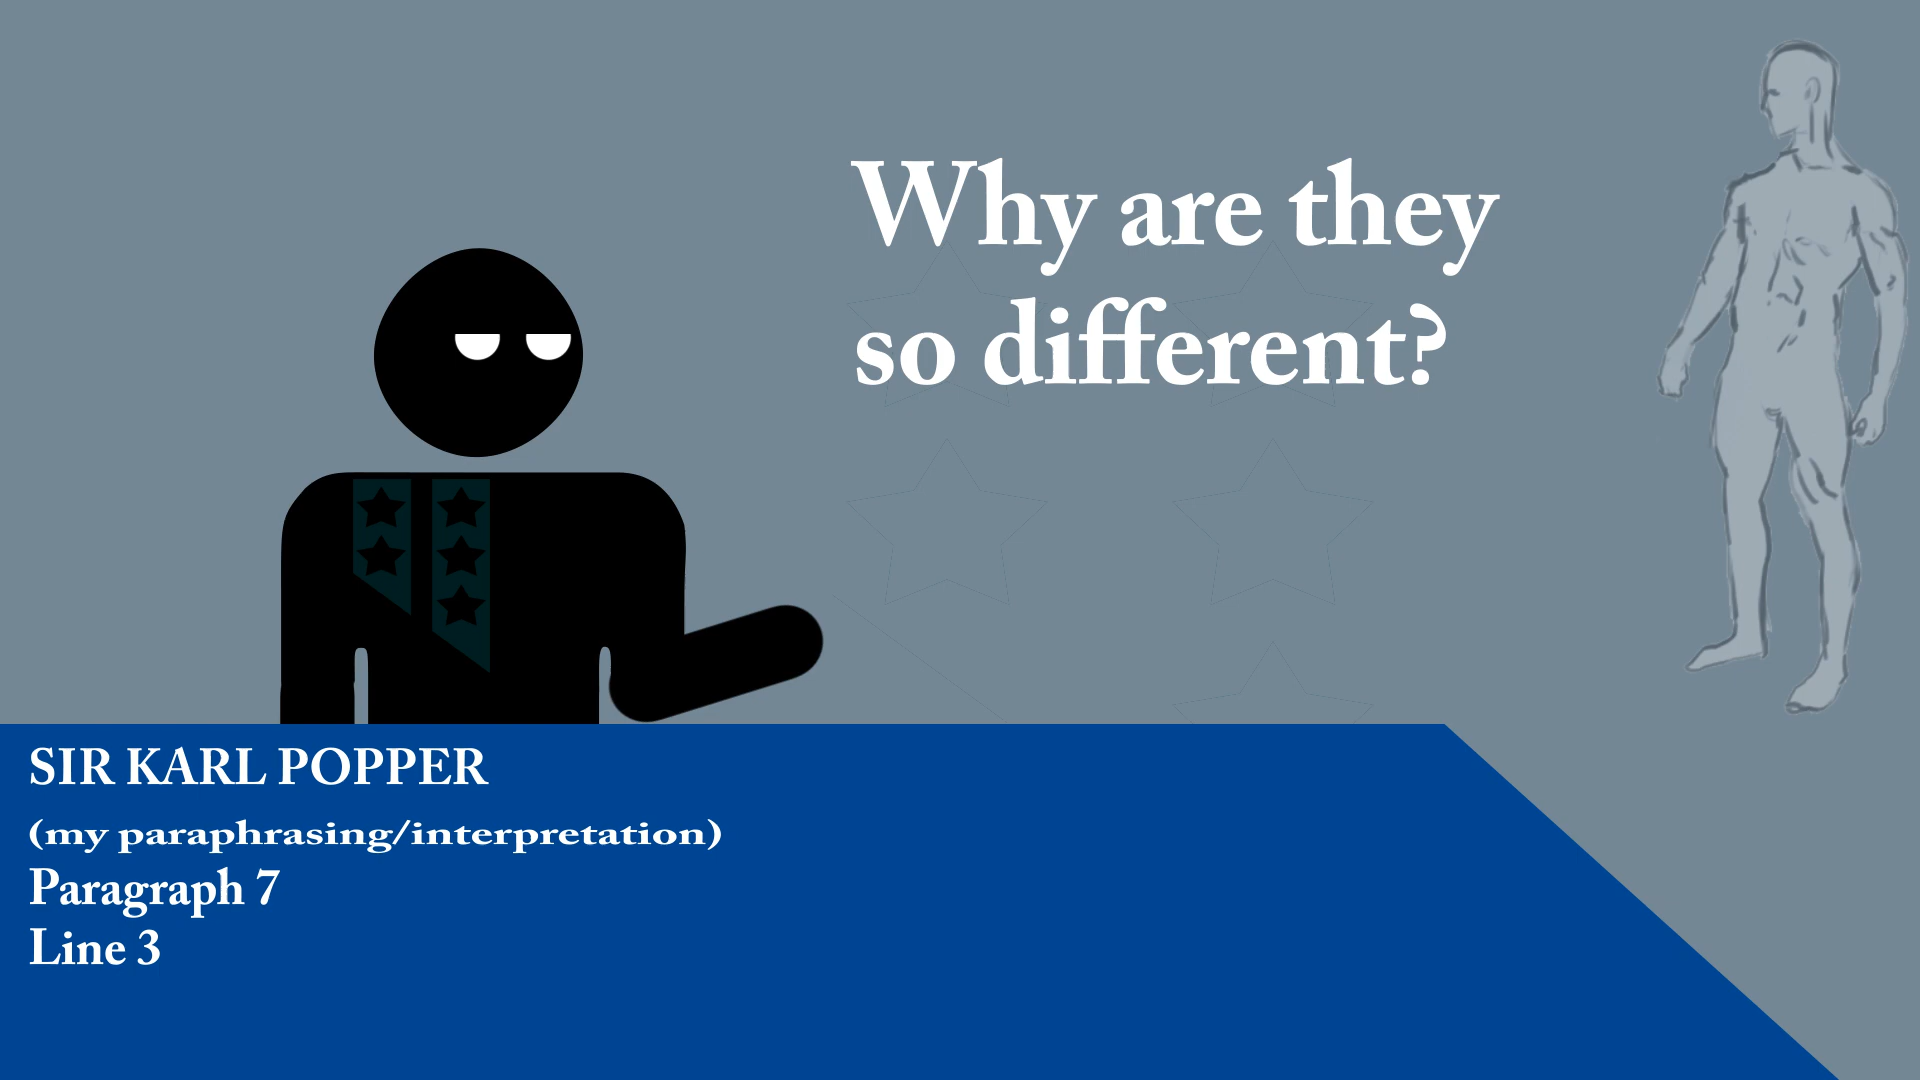 Why are they
so different?
SIR KARL POPPER
(my paraphrasing/interpretation)
Paragraph 7
Line 3